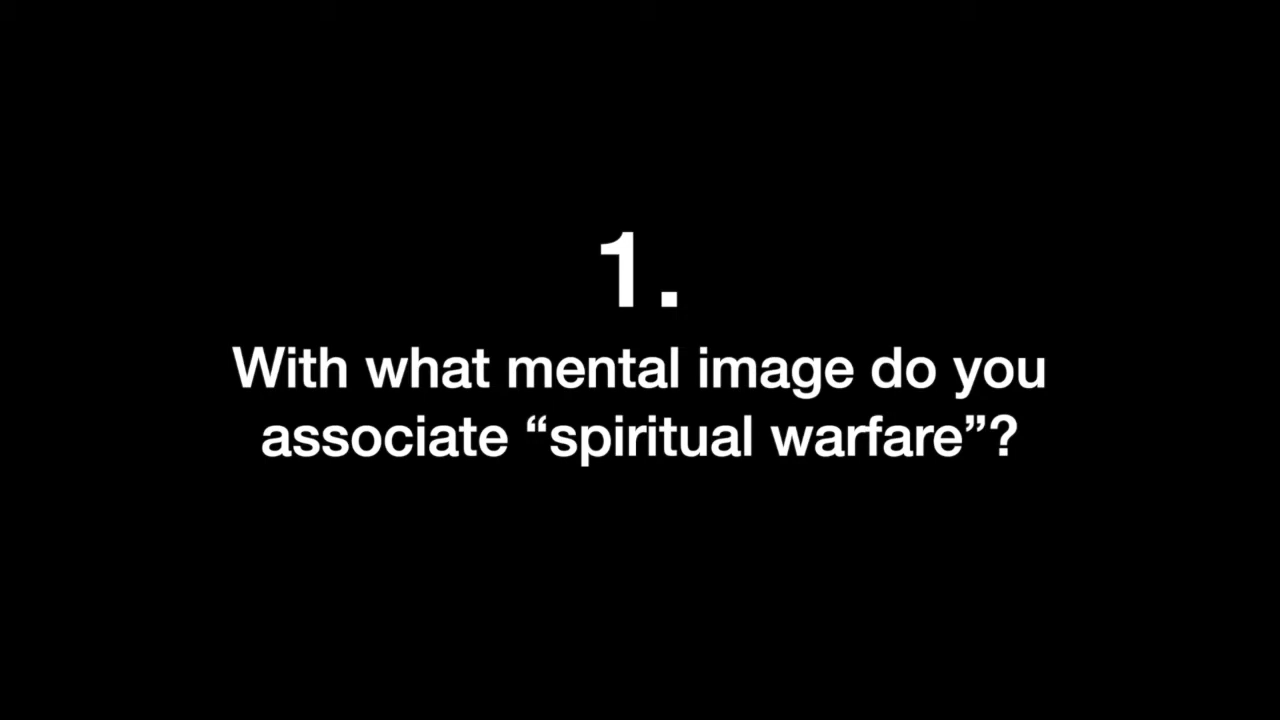 1.
With what mental image do you
associate “spiritual warfare”?